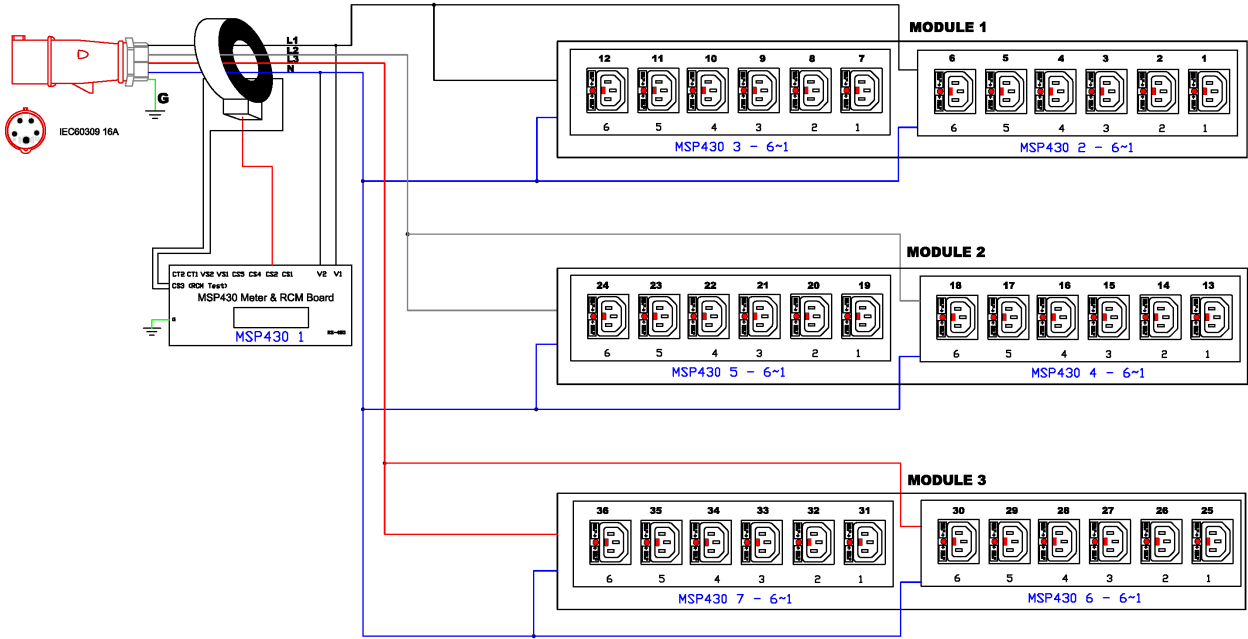 L1
L2
L3
N
G
IEC60309 16A
MODULE 1
12 11 10 9 8 7
6 5 4 3 2 1
6 5 4 3 2 1
6 5 4 3 2 1
MSP430 3 - 6~1
MSP430 2 - 6~1
MODULE 2
24 23 22 21 20 19
18 17 16 15 14 13
6 5 4 3 2 1
6 5 4 3 2 1
MSP430 5 - 6~1
MSP430 4 - 6~1
CT2 CT1 VS2 VS1 CS5 CS4 CS2 CS1 V2 V1
CS3 (RCM Test)
MSP430 Meter & RCM Board
G
RS-485
MSP430 1
MODULE 3
36 35 34 33 32 31
30 29 28 27 26 25
6 5 4 3 2 1
6 5 4 3 2 1
MSP430 7 - 6~1
MSP430 6 - 6~1